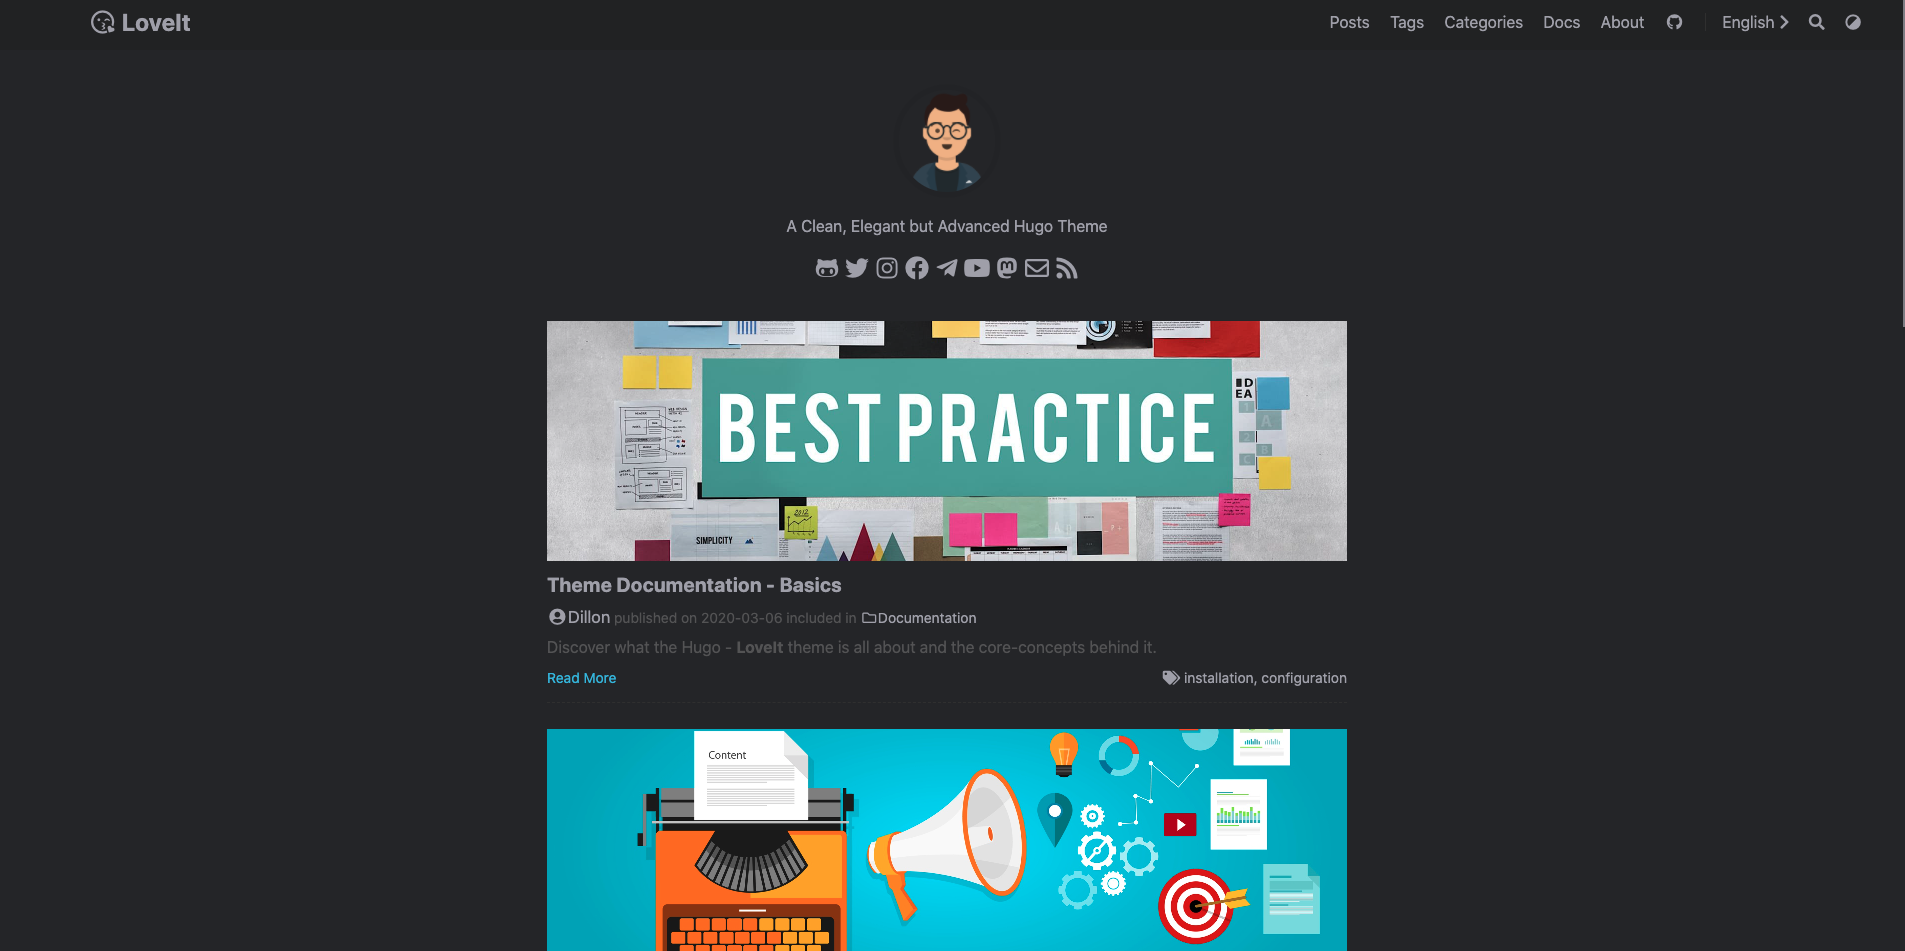 LoveIt
Posts Tags Categories Docs About English
A Clean, Elegant but Advanced Hugo Theme
BEST PRACTICE
SIMPLICITY
2012
Theme Documentation - Basics
Dillon published on 2020-03-06 included in Documentation
Discover what the Hugo - LoveIt theme is all about and the core-concepts behind it.
Read More
installation, configuration
Content